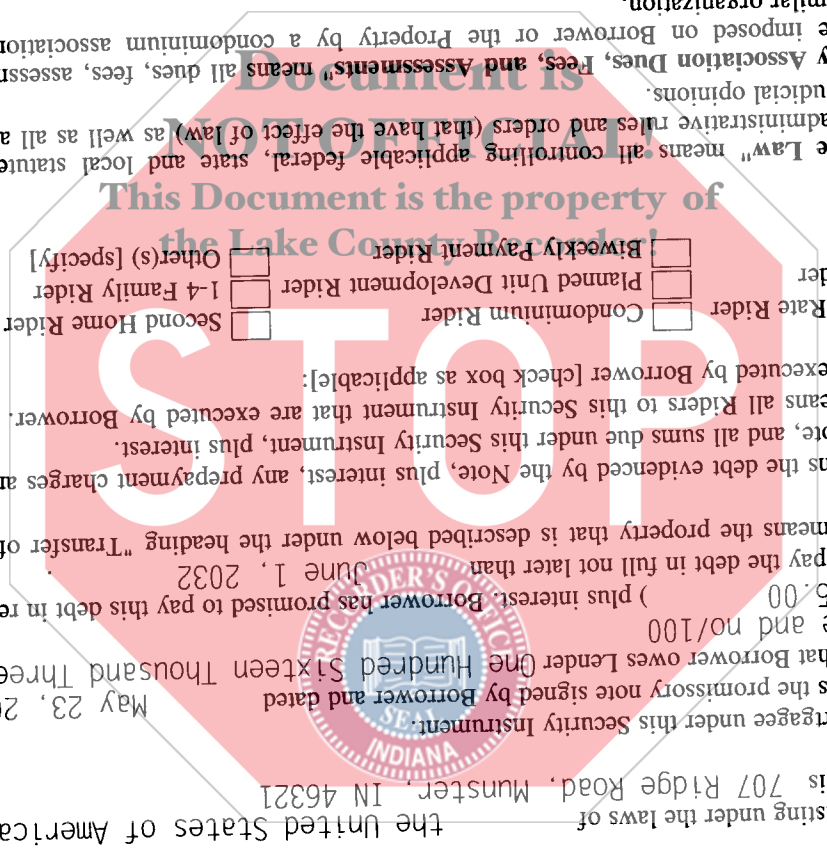 sting under the laws of the United States of America
is 707 Ridge Road, Munster, IN 46321
rtgagee under this Security Instrument.
s the promissory note signed by Borrower and dated May 23, 2
hat Borrower owes Lender One Hundred Sixteen Thousand Three
e and no/100
5.00 ) plus interest. Borrower has promised to pay this debt in re
pay the debt in full not later than June 1, 2032 .
means the property that is described below under the heading "Transfer of
ns the debt evidenced by the Note, plus interest, any prepayment charges an
ote, and all sums due under this Security Instrument, plus interest.
eans all Riders to this Security Instrument that are executed by Borrower.
executed by Borrower [check box as applicable]:
Rate Rider Condominium Rider Second Home Rider
der Planned Unit Development Rider 1-4 Family Rider
Biweekly Payment Rider Other(s) [specify]
e Law" means all controlling applicable federal, state and local statute
administrative rules and orders (that have the effect of law) as well as all a
udicial opinions.
y Association Dues, Fees, and Assessments" means all dues, fees, assessm
e imposed on Borrower or the Property by a condominium association
milar organization.
Document is
NOT OFFICIAL!
This Document is the property of
the Lake County Recorder!
STOP
RECORDER'S OFFICE
SEAL
INDIANA